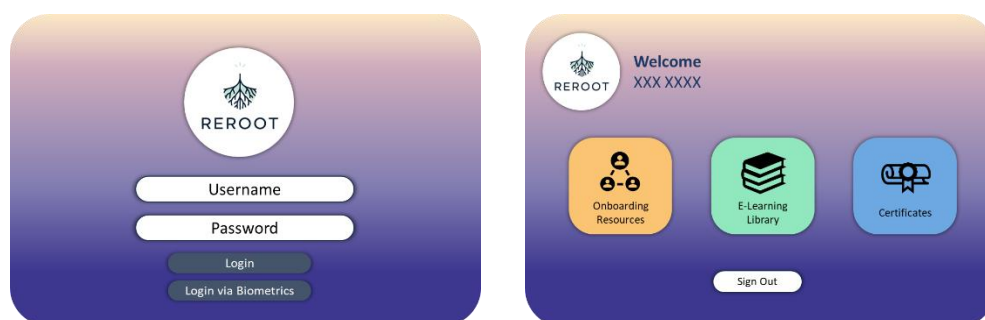 REROOT
Username
Password
Login
Login via Biometrics
REROOT
Welcome
XXX XXXX
Onboarding
Resources
E-Learning
Library
Certificates
Sign Out